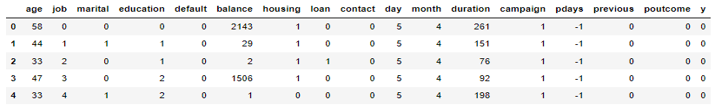 age job marital education default balance housing loan contact day month duration campaign pdays previous poutcome y
0 58 0 0 0 0 2143 1 0 0 5 4 261 1 -1 0 0 0
1 44 1 1 1 0 29 1 0 0 5 4 151 1 -1 0 0 0
2 33 2 0 1 0 2 1 1 0 5 4 76 1 -1 0 0 0
3 47 3 0 2 0 1506 1 0 0 5 4 92 1 -1 0 0 0
4 33 4 1 2 0 1 0 0 0 5 4 198 1 -1 0 0 0